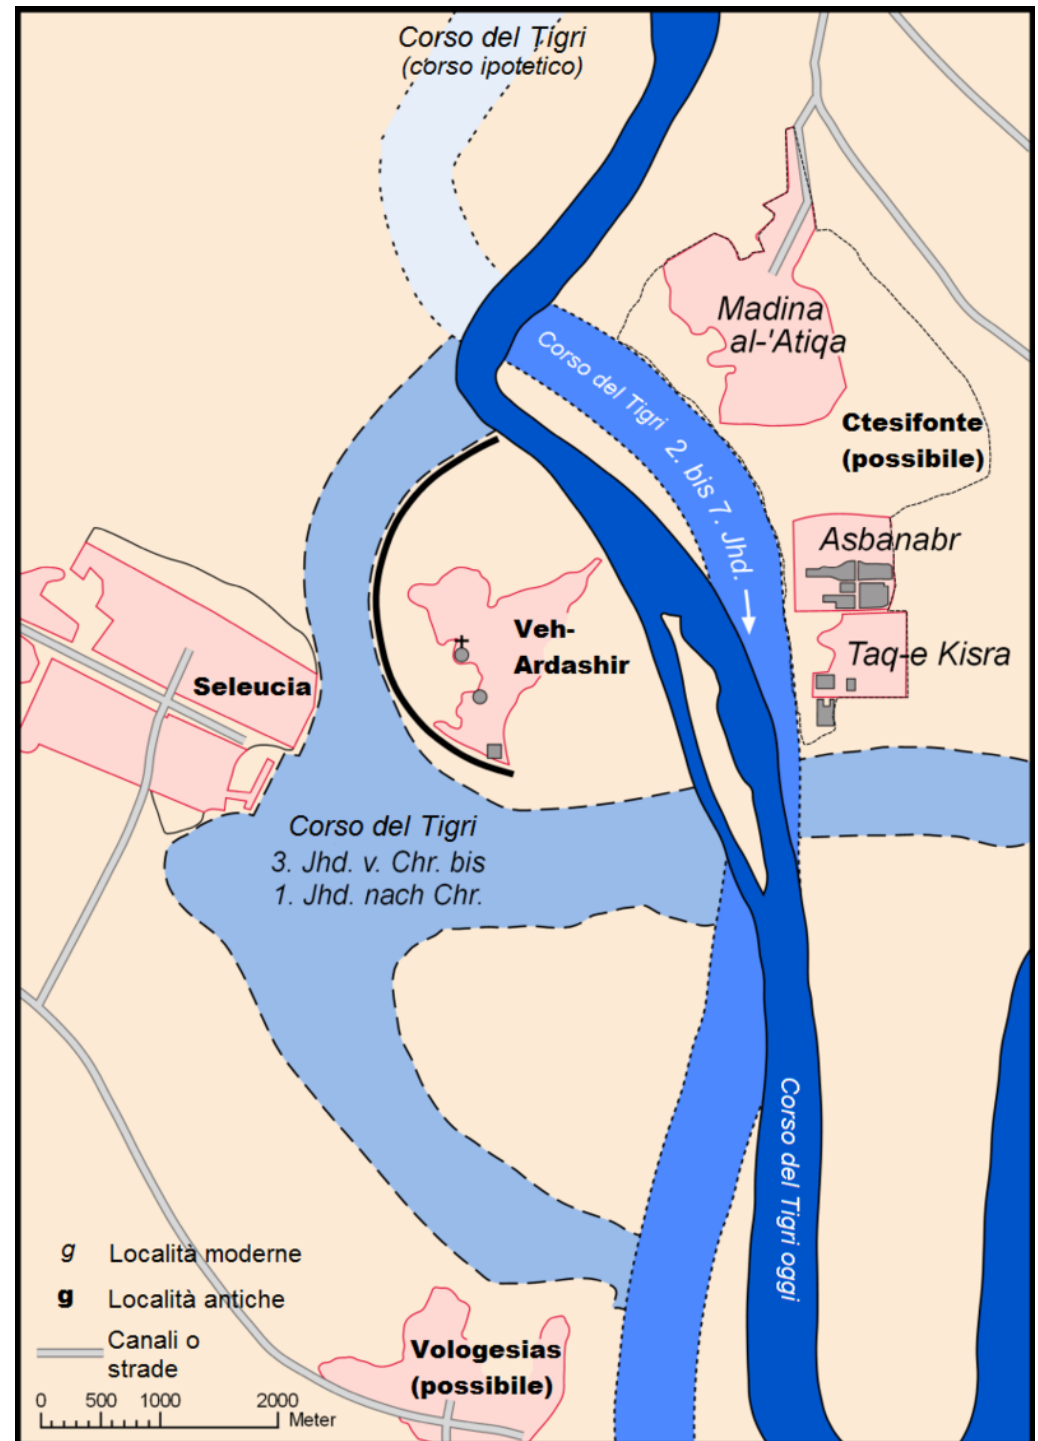 Corso del Tigri
(corso ipotetico)
Madina
al-'Atiqa
Corso del Tigri 2. bis 7. Jhd.
Ctesifonte
(possibile)
Asbanabr
Taq-e Kisra
Veh-
Ardashir
Seleucia
Corso del Tigri
3. Jhd. v. Chr. bis
1. Jhd. nach Chr.
Corso del Tigri oggi
g Località moderne
g Località antiche
Canali o
strade
0 500 1000 2000
Meter
Vologesias
(possibile)